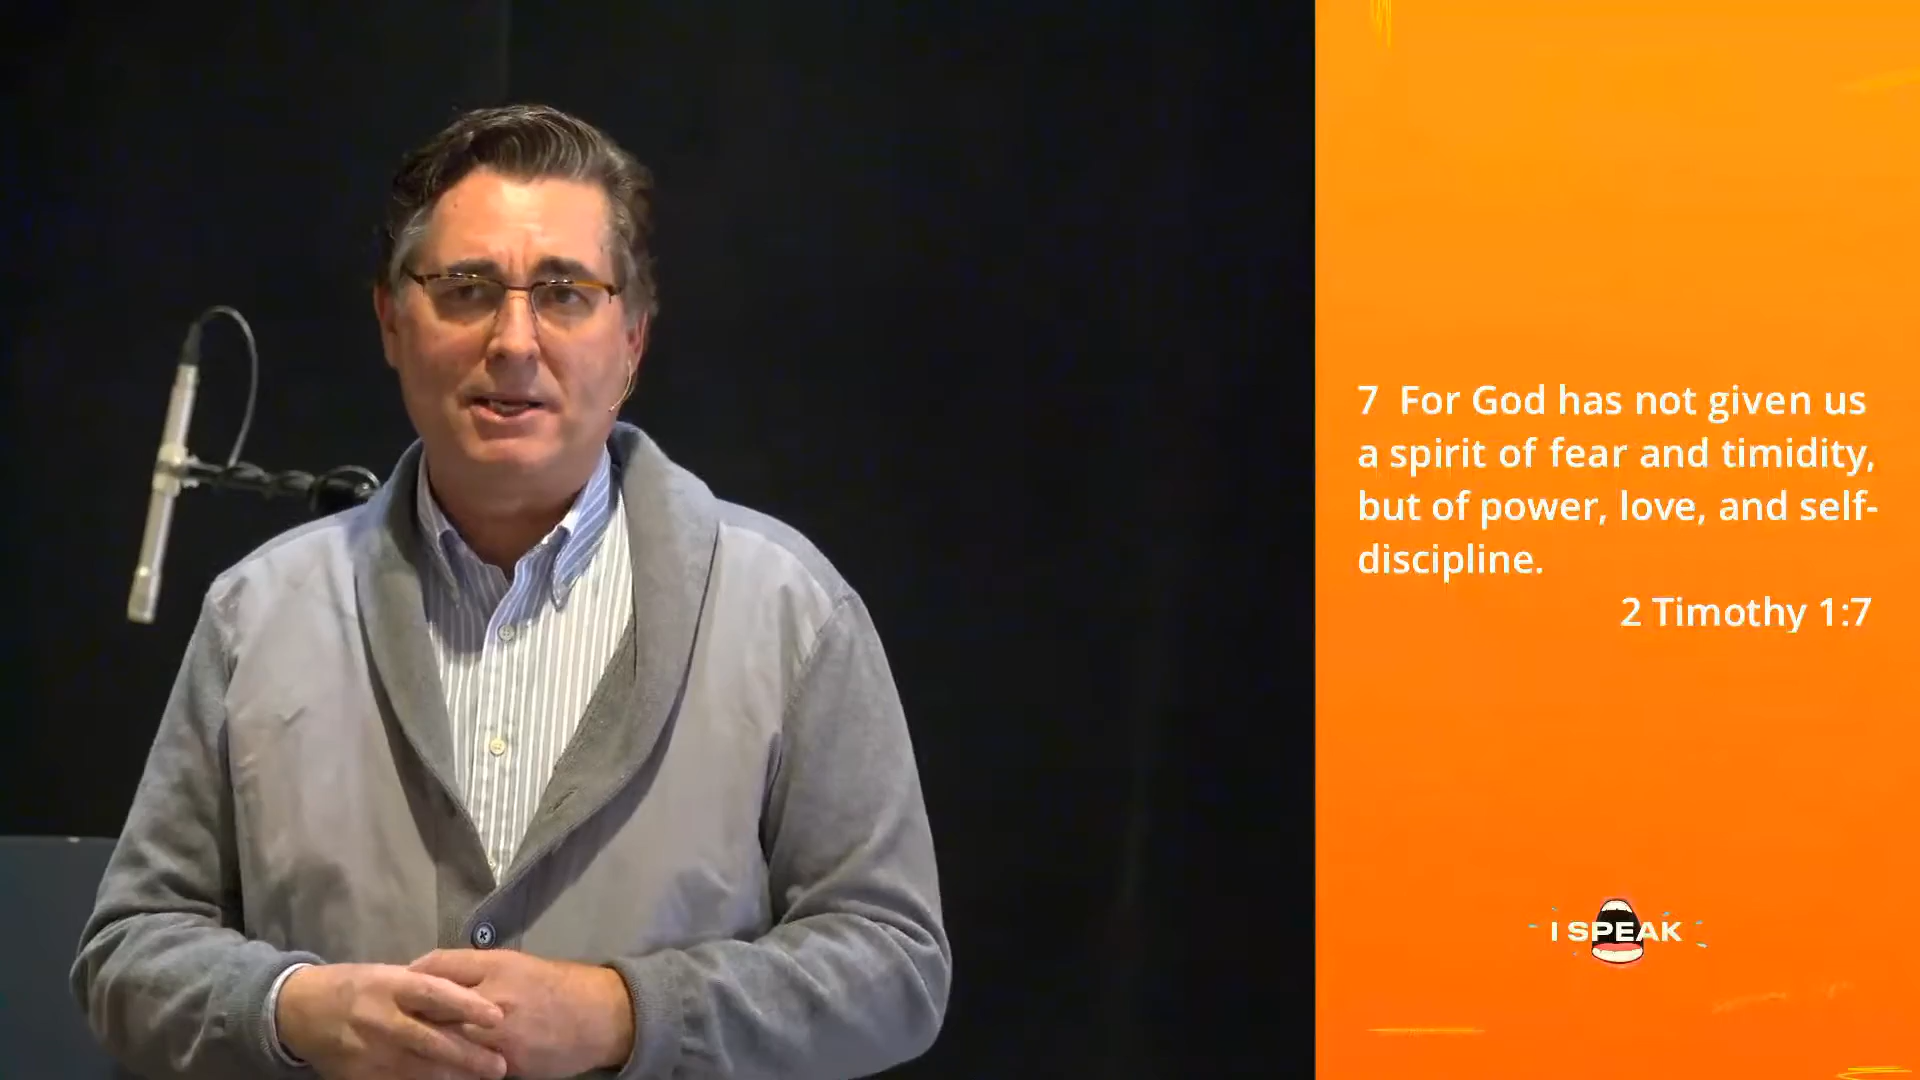 7 For God has not given us
a spirit of fear and timidity,
but of power, love, and self-
discipline.
2 Timothy 1:7
I SPEAK